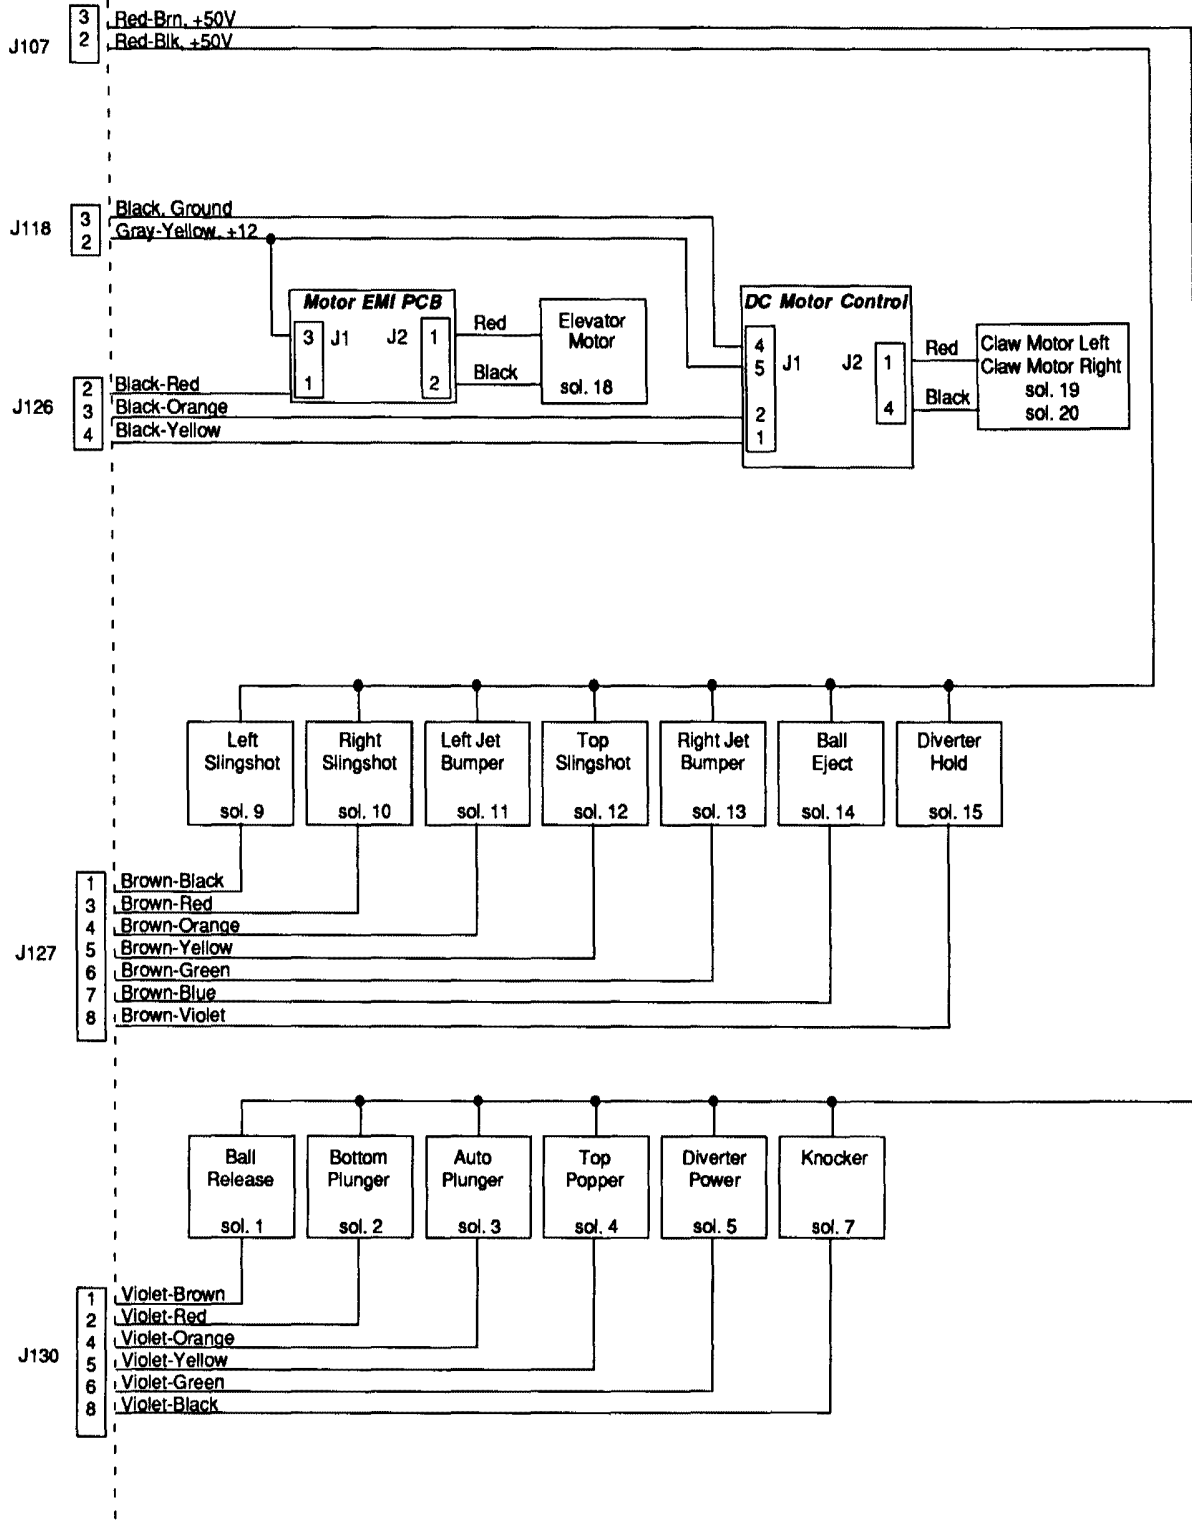 J107
3 Red-Brn, +50V
2 Red-Blk, +50V
J118
3 Black, Ground
2 Gray-Yellow, +12
Motor EMI PCB
3 J1 J2 1
1 2
Red
Black
Elevator
Motor
sol. 18
DC Motor Control
4
5 J1 J2 1
2 4
1
Red
Black
Claw Motor Left
Claw Motor Right
sol. 19
sol. 20
J126
2 Black-Red
3 Black-Orange
4 Black-Yellow
Left
Slingshot
sol. 9
Right
Slingshot
sol. 10
Left Jet
Bumper
sol. 11
Top
Slingshot
sol. 12
Right Jet
Bumper
sol. 13
Ball
Eject
sol. 14
Diverter
Hold
sol. 15
J127
1 Brown-Black
3 Brown-Red
4 Brown-Orange
5 Brown-Yellow
6 Brown-Green
7 Brown-Blue
8 Brown-Violet
Ball
Release
sol. 1
Bottom
Plunger
sol. 2
Auto
Plunger
sol. 3
Top
Popper
sol. 4
Diverter
Power
sol. 5
Knocker
sol. 7
J130
1 Violet-Brown
2 Violet-Red
4 Violet-Orange
5 Violet-Yellow
6 Violet-Green
8 Violet-Black